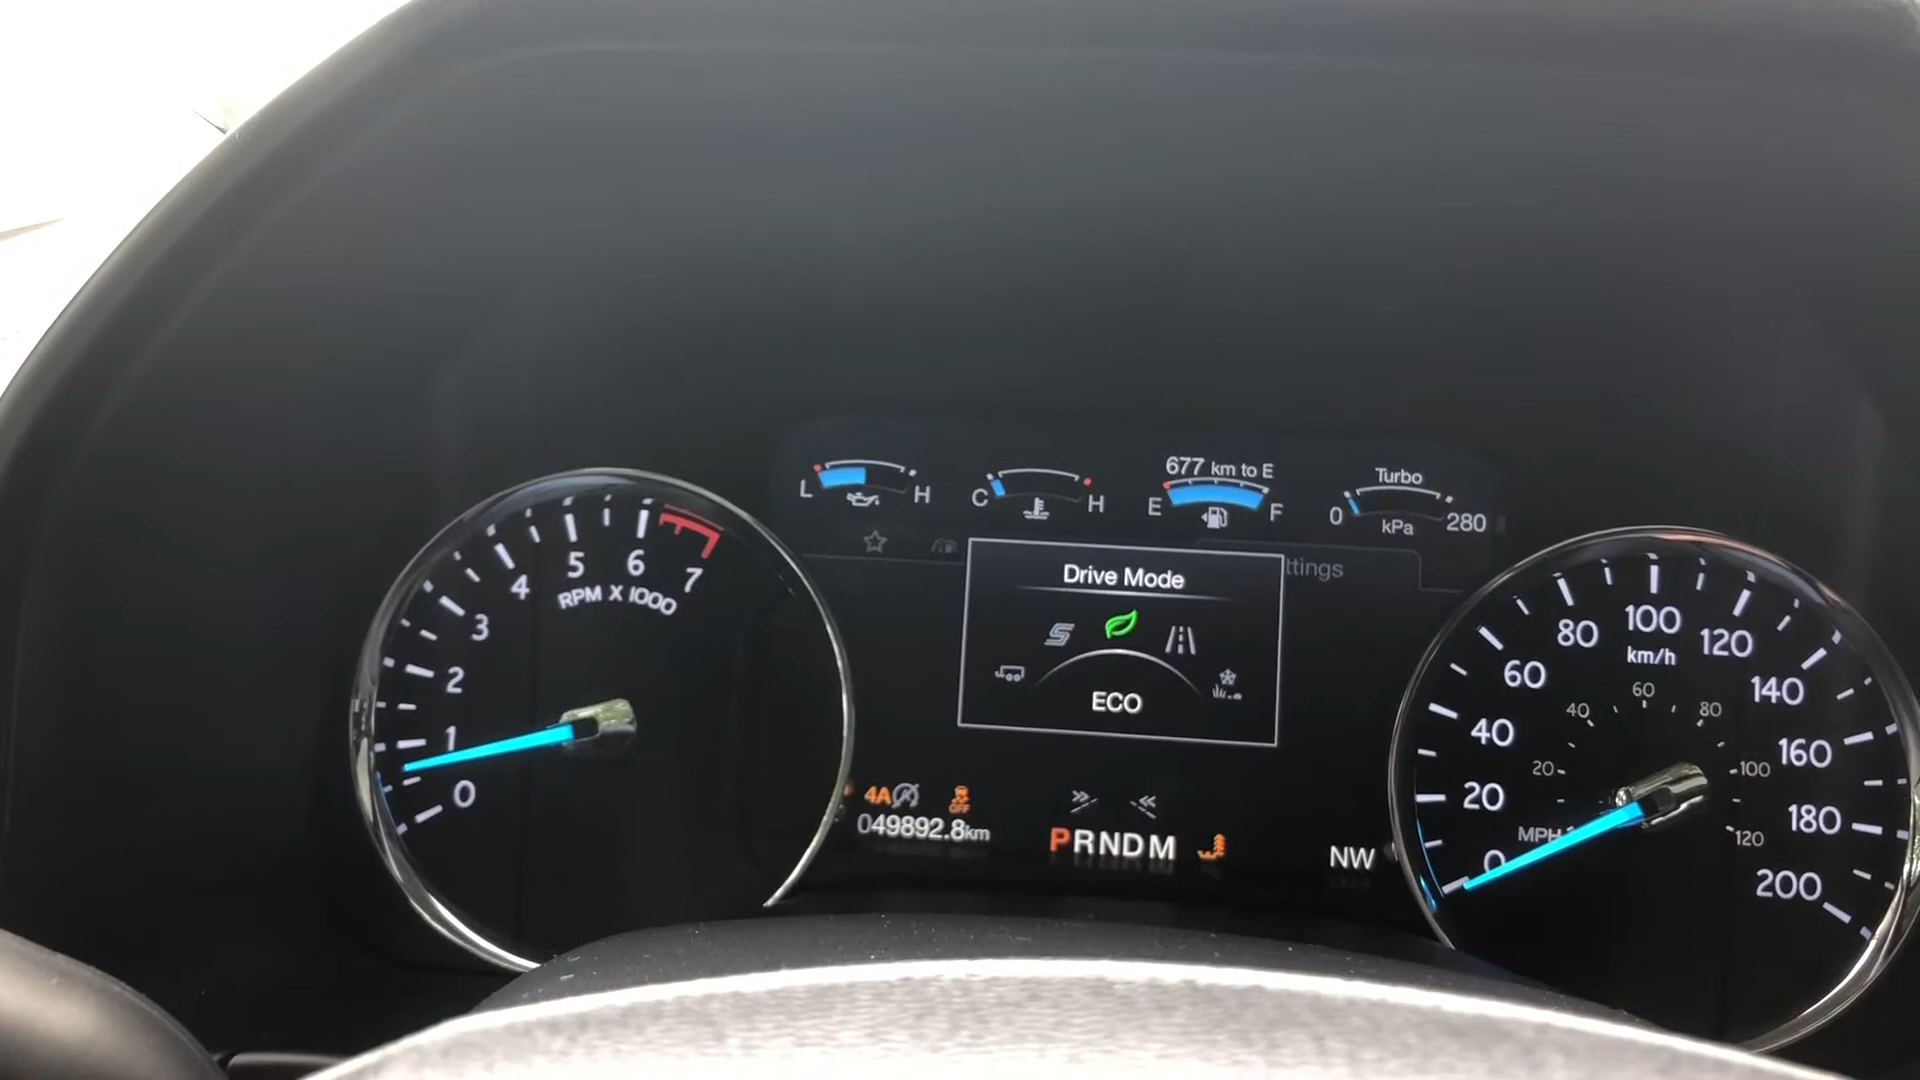 677 km to E
L H
C H
E F
Turbo
0 280
kPa
ttings
Drive Mode
ECO
0 1 2 3 4 5 6 7
RPM X 1000
4A
OFF
049892.8km
PRNDM
NW
0 20 40 60 80 100 120 140 160 180 200
km/h
20 40 60 80 100 120
MPH